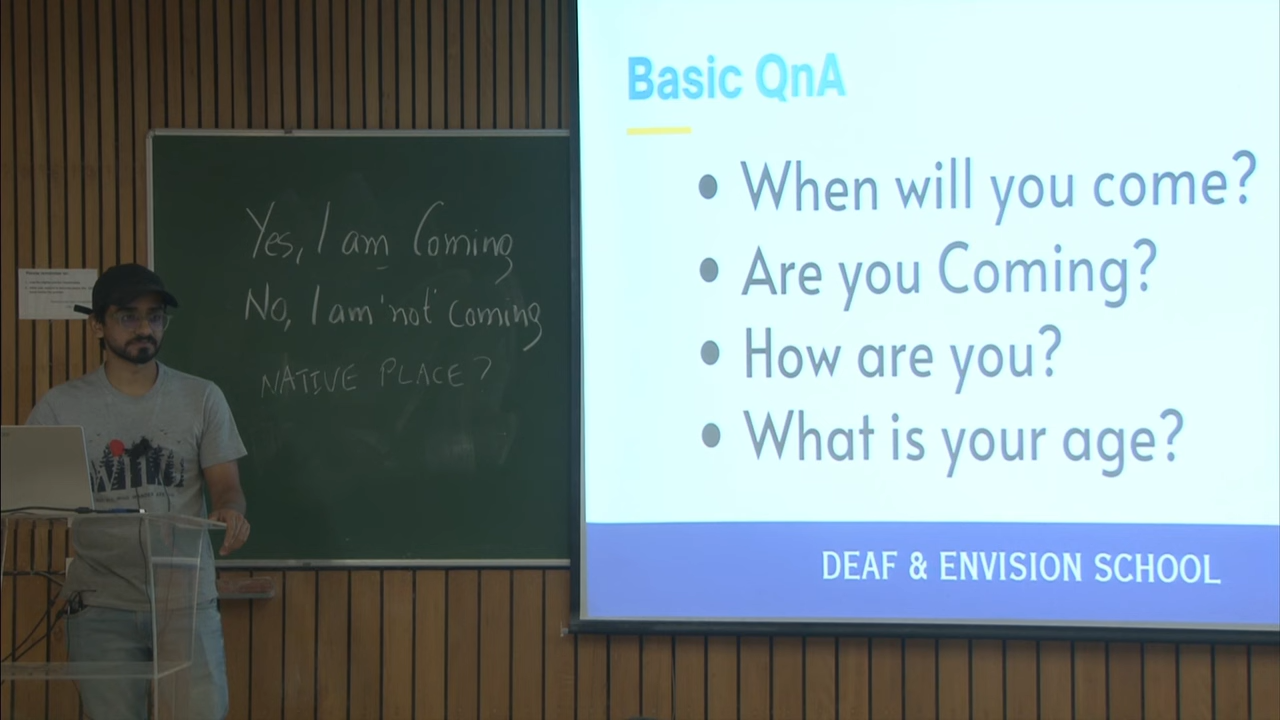 Yes, I am Coming
No, I am 'not' coming
NATIVE PLACE?
WILD
Basic QnA
• When will you come?
• Are you Coming?
• How are you?
• What is your age?
DEAF & ENVISION SCHOOL